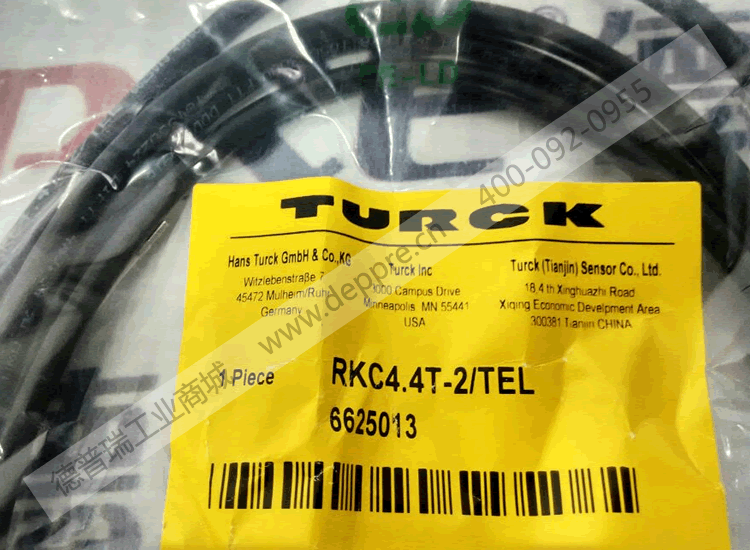 TURCK
Hans Turck GmbH & Co.,KG
Witzlebenstraße 7
45472 Mulheim/Ruhr
Germany
Turck Inc
3000 Campus Drive
Minneapolis MN 55441
USA
Turck (Tianjin) Sensor Co., Ltd.
18.4 th Xinghuazhi Road
Xiqing Economic Develpment Area
300381 Tianjin CHINA
1 Piece
RKC4.4T-2/TEL
6625013
德普瑞工业商城 www.deppre.cn 400-092-0955